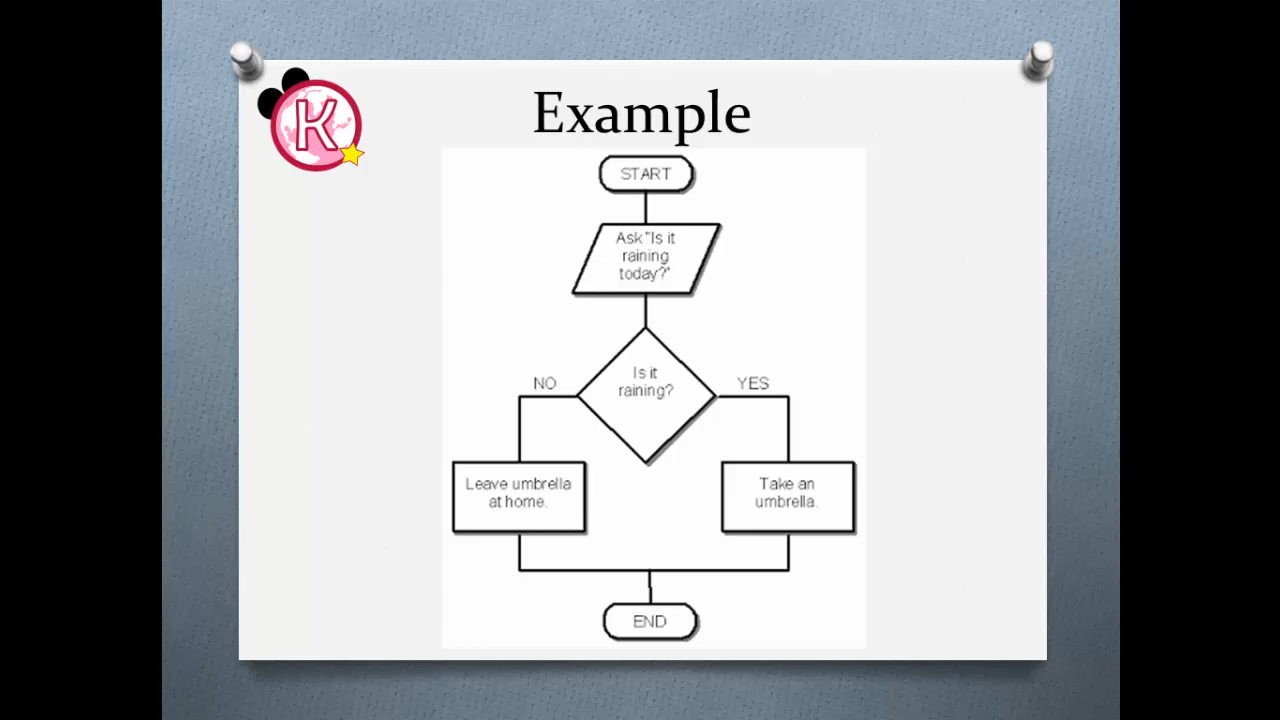 K
Example
START
Ask "Is it
raining
today?"
Is it
raining?
NO
YES
Leave umbrella
at home.
Take an
umbrella.
END